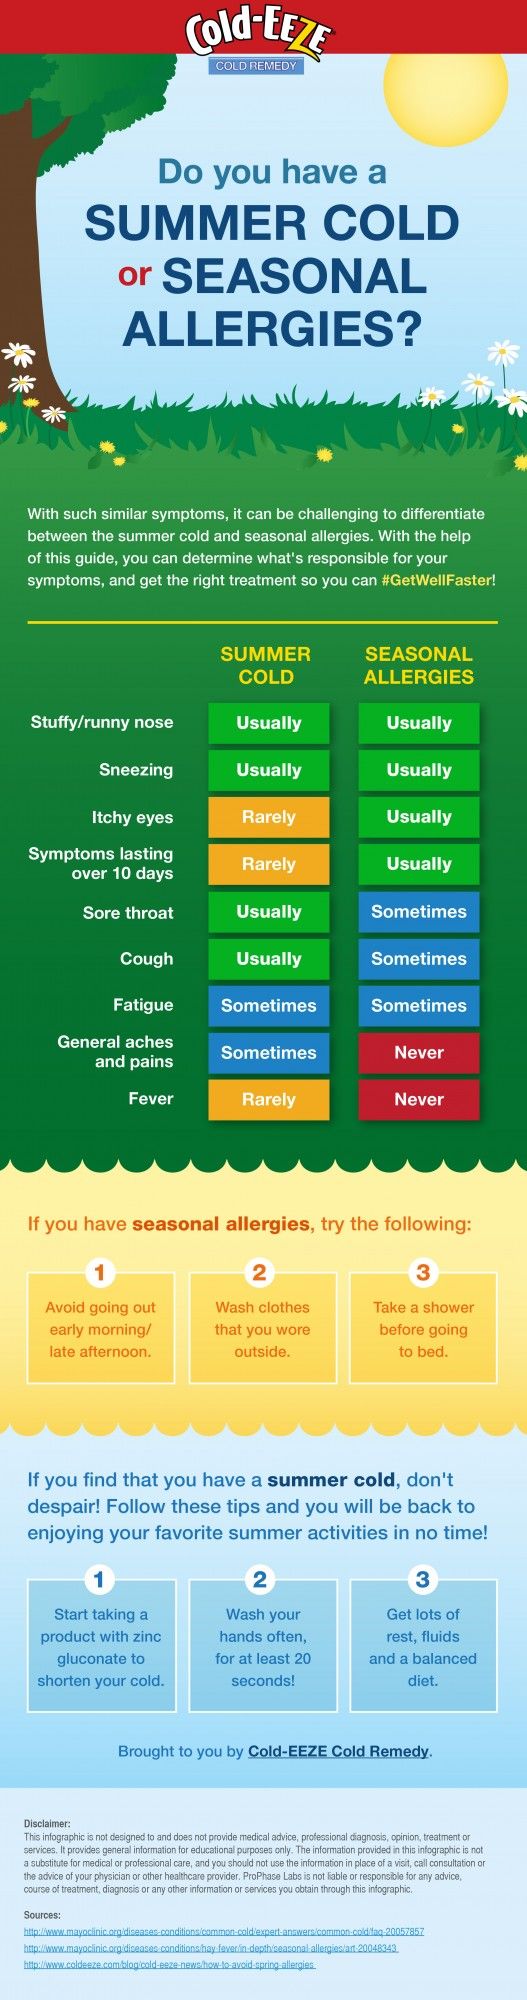 Cold-EEZE
COLD REMEDY
Do you have a
SUMMER COLD
or SEASONAL
ALLERGIES?
With such similar symptoms, it can be challenging to differentiate
between the summer cold and seasonal allergies. With the help
of this guide, you can determine what's responsible for your
symptoms, and get the right treatment so you can #GetWellFaster!
SUMMER
COLD
SEASONAL
ALLERGIES
Stuffy/runny nose Usually Usually
Sneezing Usually Usually
Itchy eyes Rarely Usually
Symptoms lasting
over 10 days
Rarely Usually
Sore throat Usually Sometimes
Cough Usually Sometimes
Fatigue Sometimes Sometimes
General aches
and pains
Sometimes Never
Fever Rarely Never
If you have seasonal allergies, try the following:
1
Avoid going out
early morning/
late afternoon.
2
Wash clothes
that you wore
outside.
3
Take a shower
before going
to bed.
If you find that you have a summer cold, don't
despair! Follow these tips and you will be back to
enjoying your favorite summer activities in no time!
1
Start taking a
product with zinc
gluconate to
shorten your cold.
2
Wash your
hands often,
for at least 20
seconds!
3
Get lots of
rest, fluids
and a balanced
diet.
Brought to you by Cold-EEZE Cold Remedy.
Disclaimer:
This infographic is not designed to and does not provide medical advice, professional diagnosis, opinion, treatment or
services. It provides general information for educational purposes only. The information provided in this infographic is not
a substitute for medical or professional care, and you should not use the information in place of a visit, call consultation or
the advice of your physician or other healthcare provider. ProPhase Labs is not liable or responsible for any advice,
course of treatment, diagnosis or any other information or services you obtain through this infographic.
Sources:
http://www.mayoclinic.org/diseases-conditions/common-cold/expert-answers/common-cold/faq-20057857
http://www.mayoclinic.org/diseases-conditions/hay-fever/in-depth/seasonal-allergies/art-20048343
http://www.coldeeze.com/blog/cold-eeze-news/how-to-avoid-spring-allergies